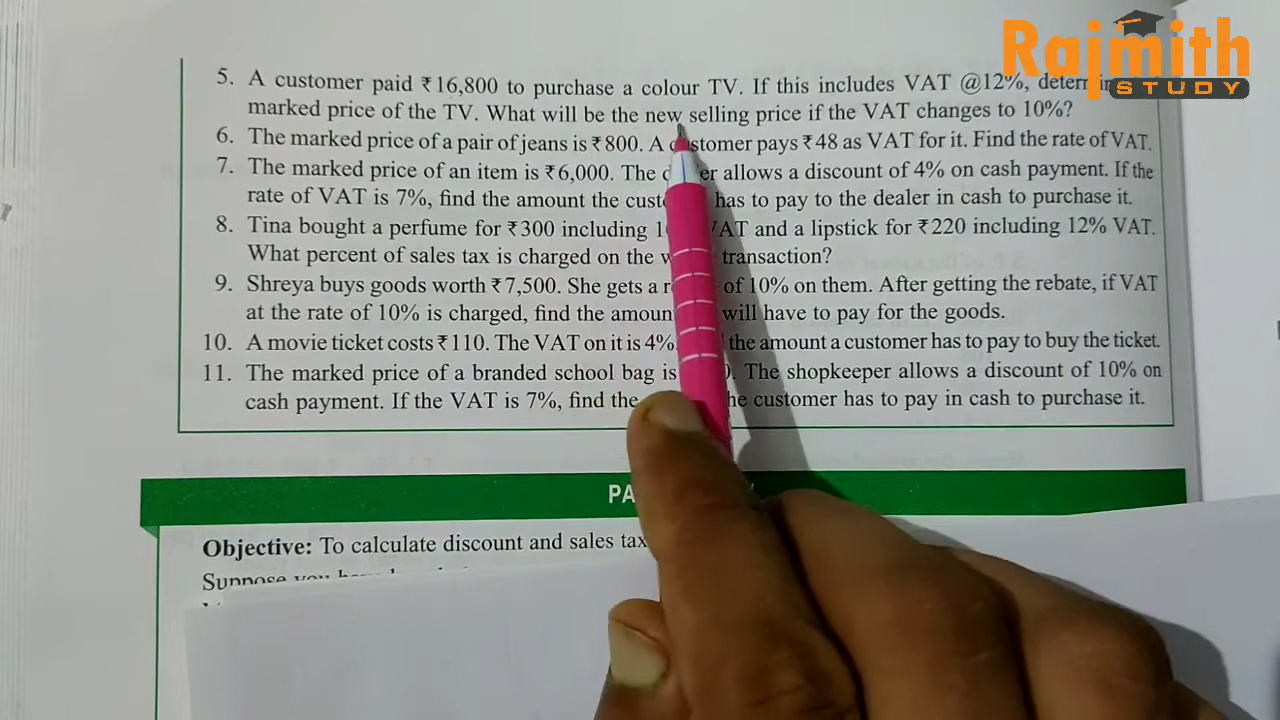 Rajmith
STUDY
5. A customer paid ₹16,800 to purchase a colour TV. If this includes VAT @12%,
marked price of the TV. What will be the new selling price if the VAT changes to 10%?
6. The marked price of a pair of jeans is ₹800. A customer pays ₹48 as VAT for it. Find the rate of VAT.
7. The marked price of an item is ₹6,000. The allows a discount of 4% on cash payment. If the
rate of VAT is 7%, find the amount the has to pay to the dealer in cash to purchase it.
8. Tina bought a perfume for ₹300 including VAT and a lipstick for ₹220 including 12% VAT.
What percent of sales tax is charged on the transaction?
9. Shreya buys goods worth ₹7,500. She gets a of 10% on them. After getting the rebate, if VAT
at the rate of 10% is charged, find the will have to pay for the goods.
10. A movie ticket costs ₹110. The VAT on it is 4% the amount a customer has to pay to buy the ticket.
11. The marked price of a branded school bag is The shopkeeper allows a discount of 10% on
cash payment. If the VAT is 7%, find the customer has to pay in cash to purchase it.
Objective: To calculate discount and sales tax